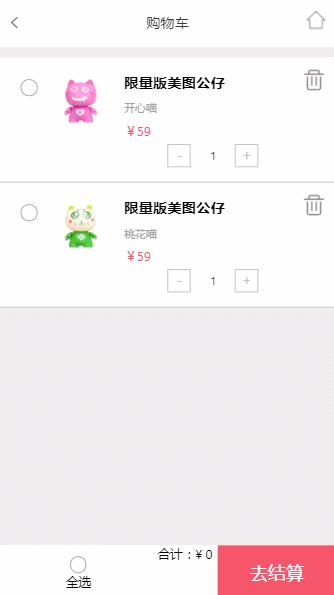 购物车
限量版美图公仔
开心喵
￥59
- 1 +
限量版美图公仔
桃花喵
￥59
- 1 +
合计：¥ 0
全选
去结算